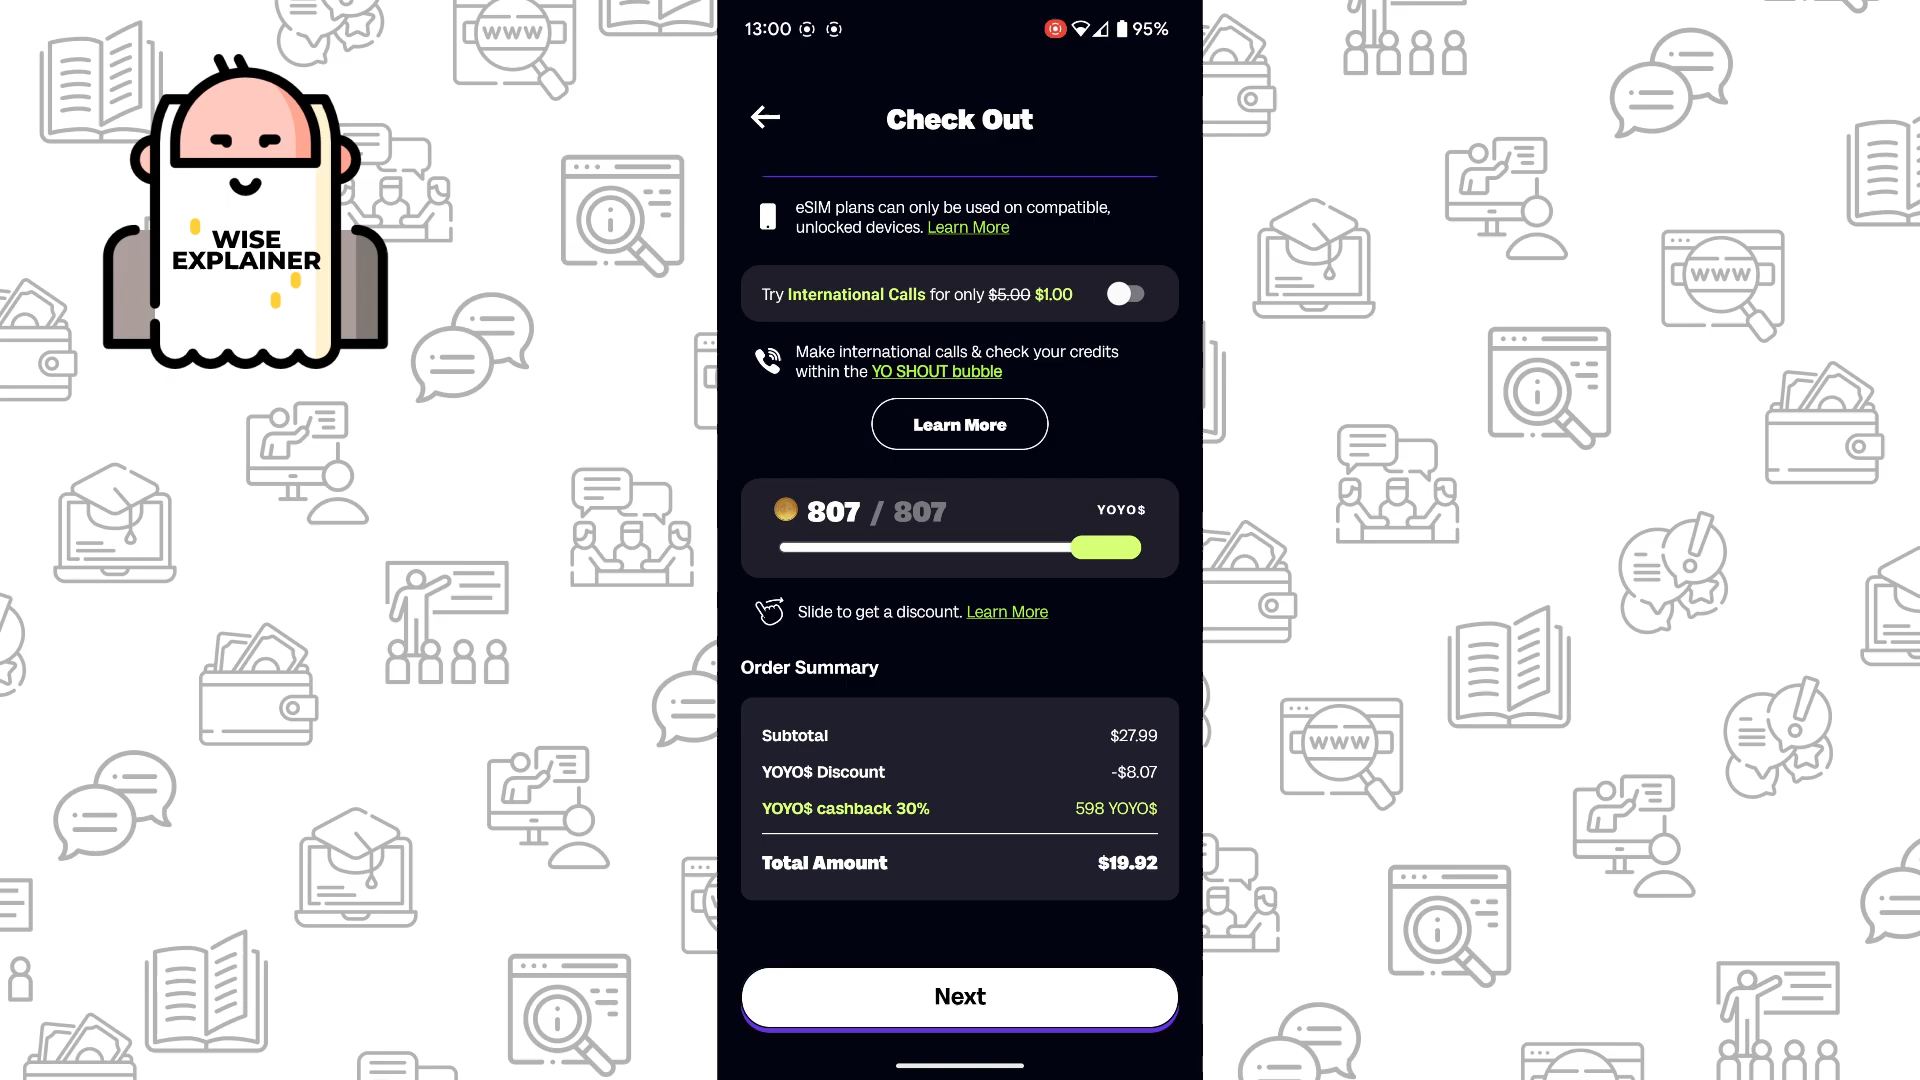 WWW
WISE
EXPLAINER
13:00
95%
Check Out
eSIM plans can only be used on compatible,
unlocked devices. Learn More
Try International Calls for only $5.00 $1.00
Make international calls & check your credits
within the YO SHOUT bubble
Learn More
807 / 807
YOYO$
Slide to get a discount. Learn More
Order Summary
Subtotal $27.99
YOYO$ Discount -$8.07
YOYO$ cashback 30% 598 YOYO$
Total Amount $19.92
Next
WWW
WWW